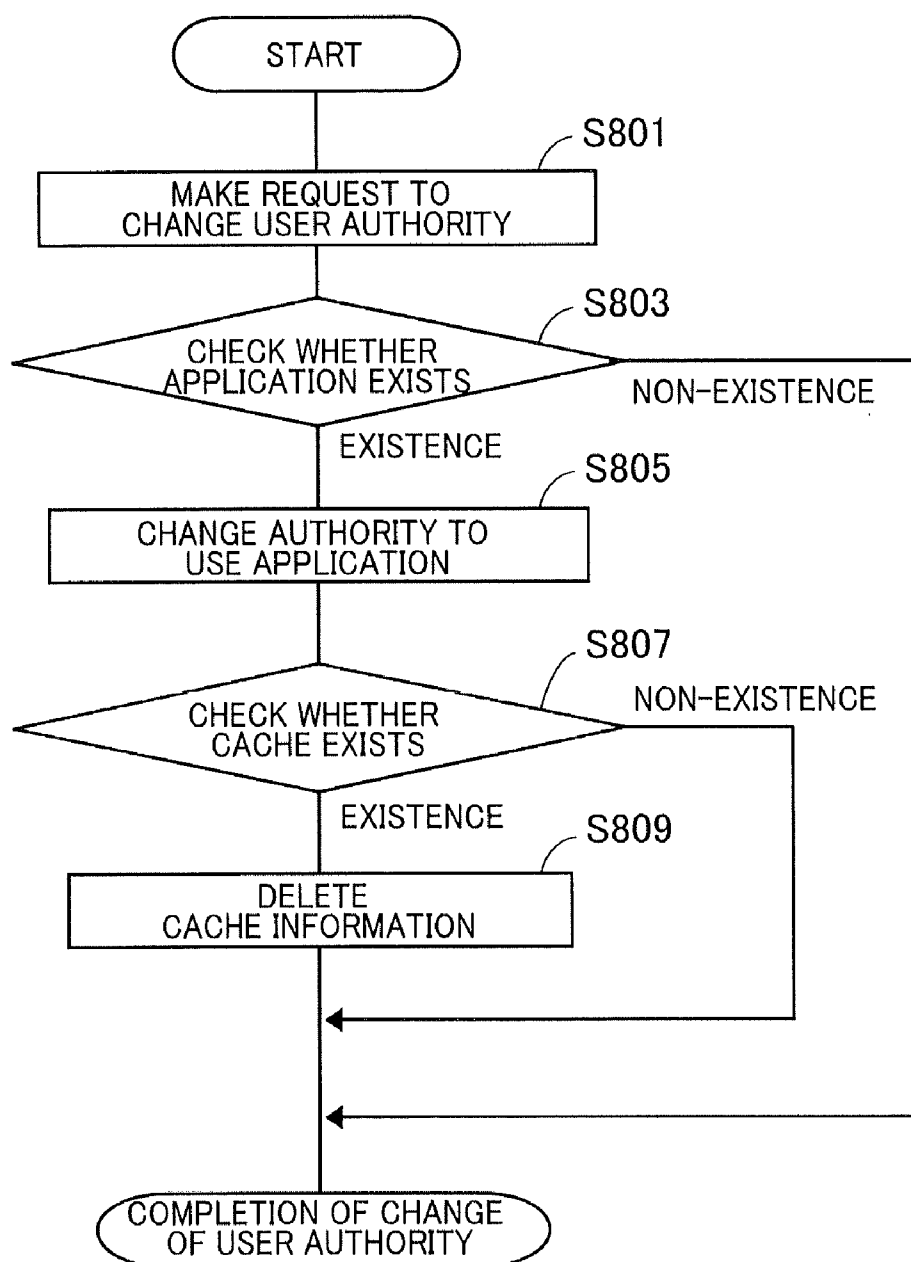 START
S801
MAKE REQUEST TO
CHANGE USER AUTHORITY
S803
CHECK WHETHER
APPLICATION EXISTS
NON-EXISTENCE
EXISTENCE
S805
CHANGE AUTHORITY TO
USE APPLICATION
S807
NON-EXISTENCE
CHECK WHETHER
CACHE EXISTS
EXISTENCE
S809
DELETE
CACHE INFORMATION
COMPLETION OF CHANGE
OF USER AUTHORITY